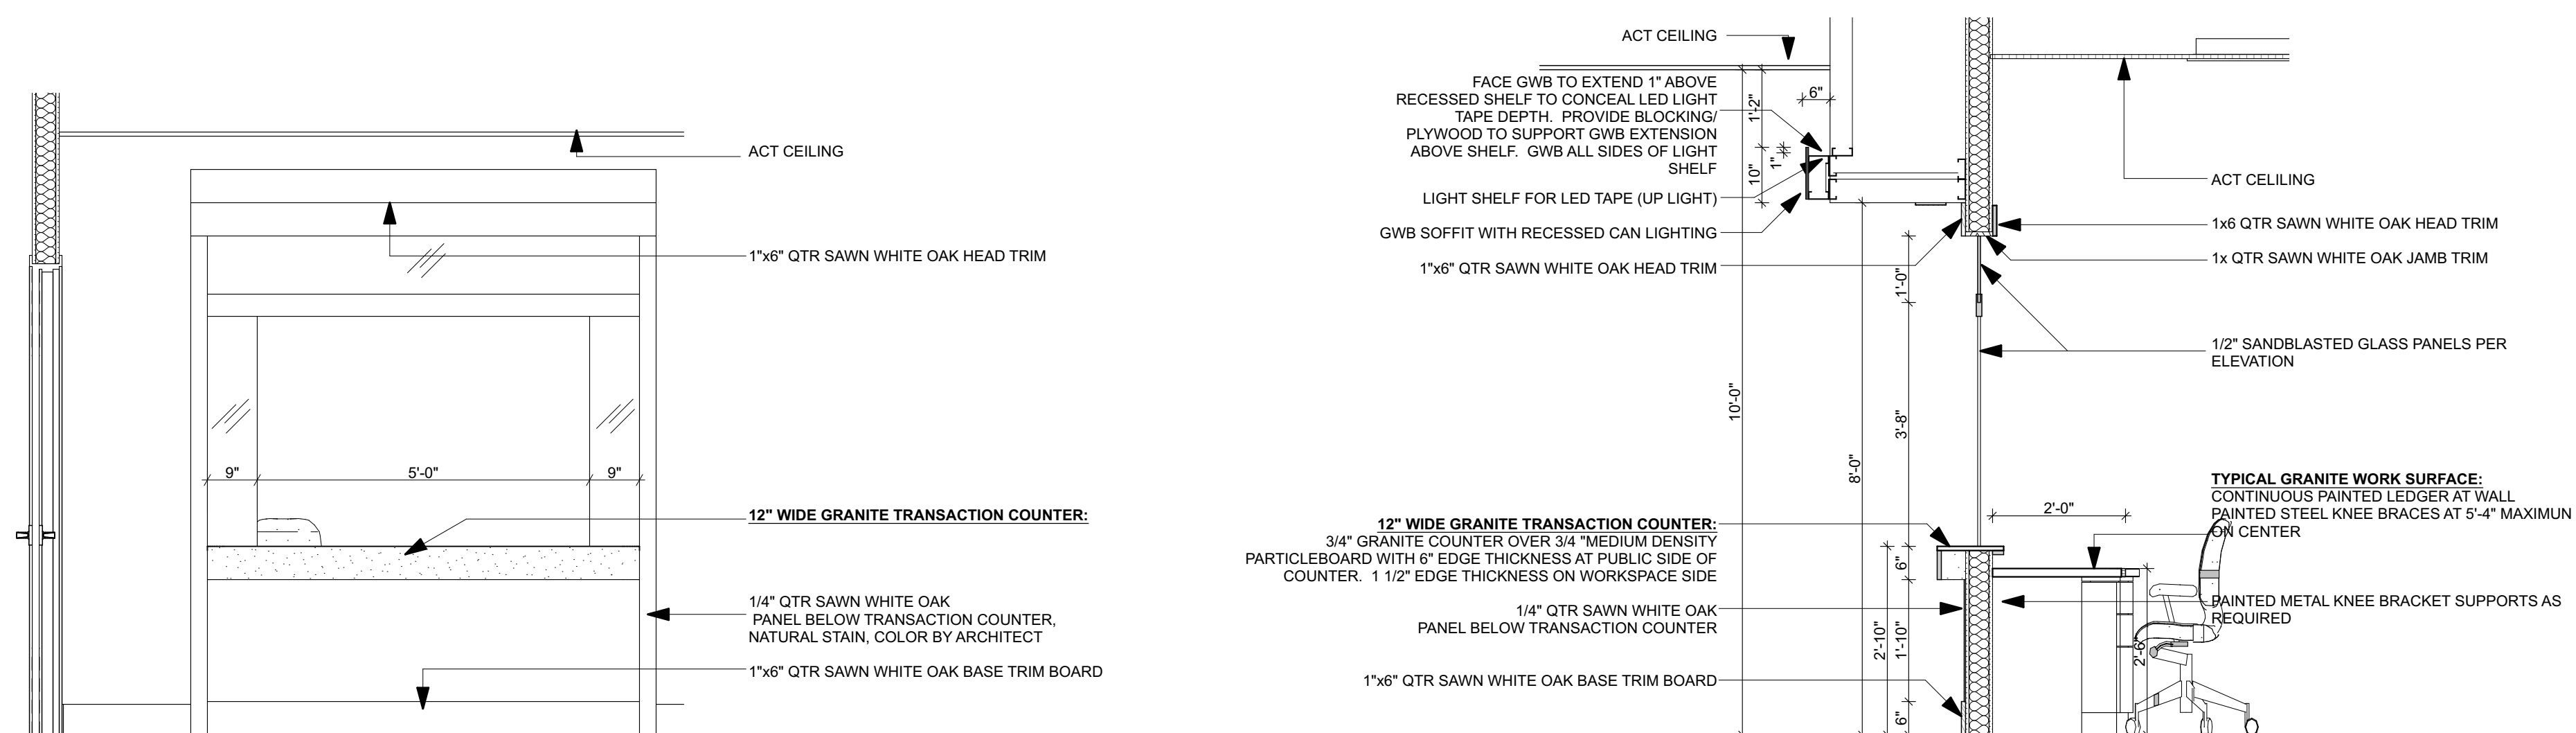 ACT CEILING
1"x6" QTR SAWN WHITE OAK HEAD TRIM
9"
5'-0"
9"
12" WIDE GRANITE TRANSACTION COUNTER:
1/4" QTR SAWN WHITE OAK
PANEL BELOW TRANSACTION COUNTER,
NATURAL STAIN, COLOR BY ARCHITECT
1"x6" QTR SAWN WHITE OAK BASE TRIM BOARD
ACT CEILING
FACE GWB TO EXTEND 1" ABOVE
RECESSED SHELF TO CONCEAL LED LIGHT
TAPE DEPTH. PROVIDE BLOCKING/
PLYWOOD TO SUPPORT GWB EXTENSION
ABOVE SHELF. GWB ALL SIDES OF LIGHT
SHELF
LIGHT SHELF FOR LED TAPE (UP LIGHT)
GWB SOFFIT WITH RECESSED CAN LIGHTING
1"x6" QTR SAWN WHITE OAK HEAD TRIM
12" WIDE GRANITE TRANSACTION COUNTER:
3/4" GRANITE COUNTER OVER 3/4 "MEDIUM DENSITY
PARTICLEBOARD WITH 6" EDGE THICKNESS AT PUBLIC SIDE OF
COUNTER. 1 1/2" EDGE THICKNESS ON WORKSPACE SIDE
1/4" QTR SAWN WHITE OAK
PANEL BELOW TRANSACTION COUNTER
1"x6" QTR SAWN WHITE OAK BASE TRIM BOARD
10'-0"
1'-2"
10"
1"
6"
8'-0"
1'-0"
3'-8"
6"
2'-10"
1'-10"
6"
2'-0"
2'-6"
ACT CELILING
1x6 QTR SAWN WHITE OAK HEAD TRIM
1x QTR SAWN WHITE OAK JAMB TRIM
1/2" SANDBLASTED GLASS PANELS PER
ELEVATION
TYPICAL GRANITE WORK SURFACE:
CONTINUOUS PAINTED LEDGER AT WALL
PAINTED STEEL KNEE BRACES AT 5'-4" MAXIMUN
ON CENTER
PAINTED METAL KNEE BRACKET SUPPORTS AS
REQUIRED